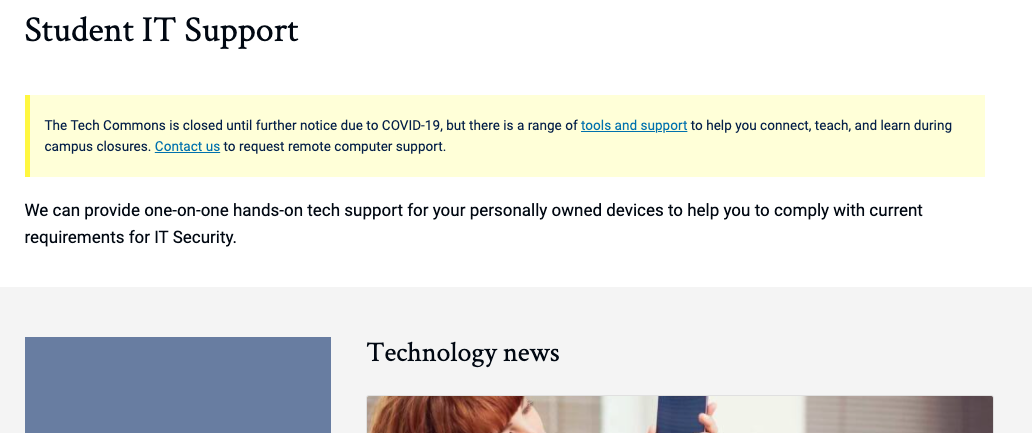 Student IT Support
The Tech Commons is closed until further notice due to COVID-19, but there is a range of tools and support to help you connect, teach, and learn during
campus closures. Contact us to request remote computer support.
We can provide one-on-one hands-on tech support for your personally owned devices to help you to comply with current
requirements for IT Security.
Technology news